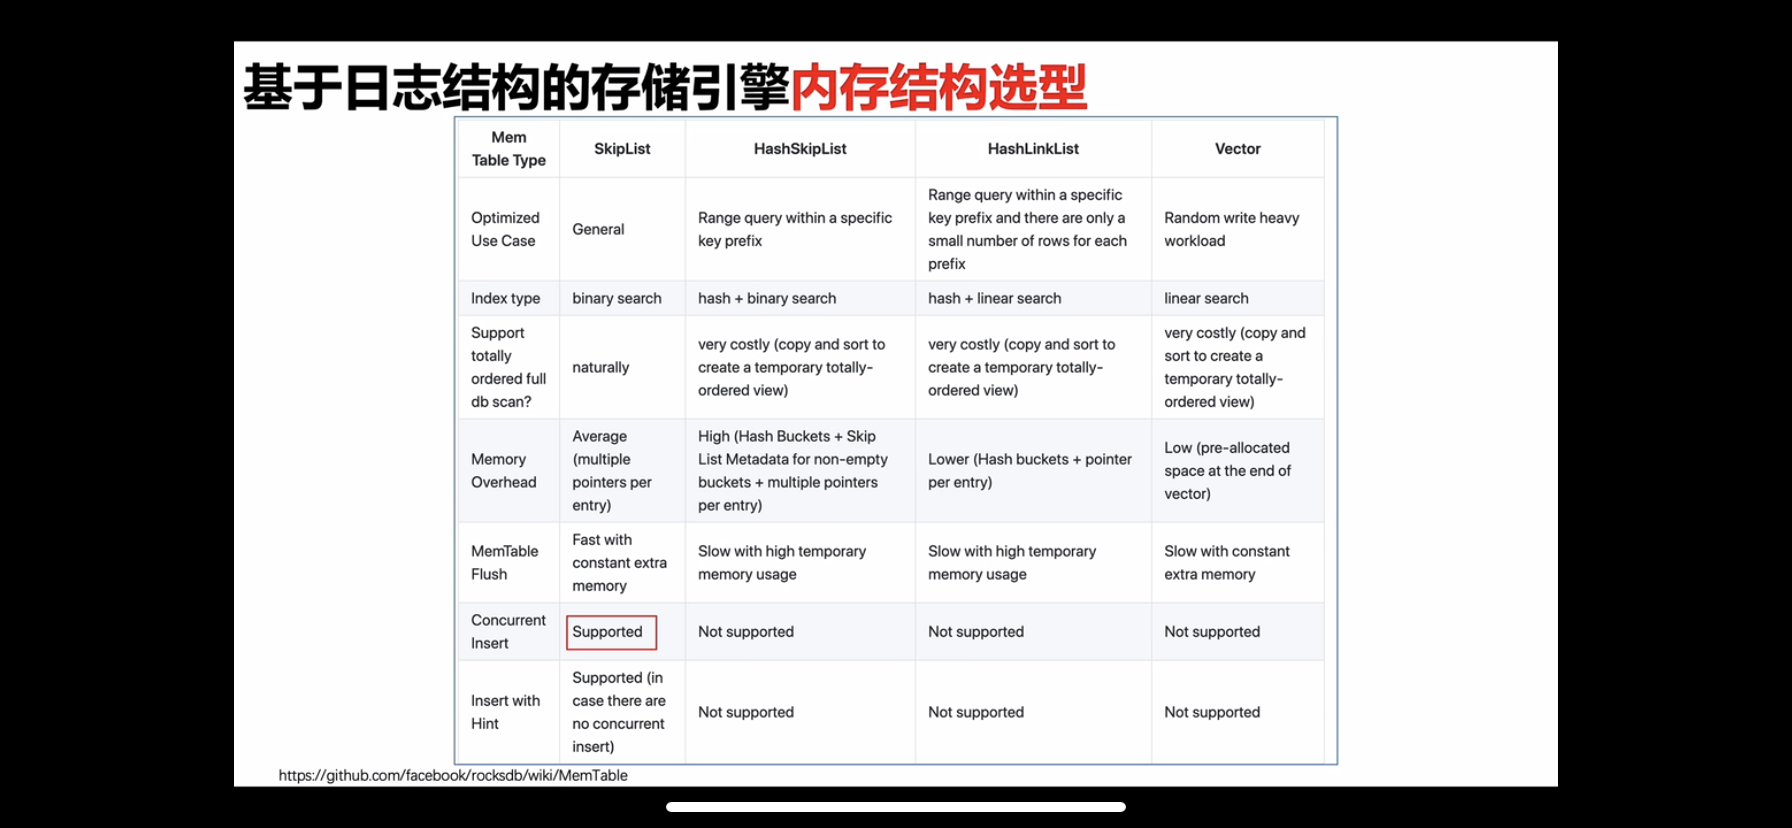 基于日志结构的存储引擎内存结构选型
Mem
Table Type
SkipList
HashSkipList
HashLinkList
Vector
Optimized
Use Case
General
Range query within a specific
key prefix
Range query within a specific
key prefix and there are only a
small number of rows for each
prefix
Random write heavy
workload
Index type
binary search
hash + binary search
hash + linear search
linear search
Support
totally
ordered full
db scan?
naturally
very costly (copy and sort to
create a temporary totally-
ordered view)
very costly (copy and sort to
create a temporary totally-
ordered view)
very costly (copy and
sort to create a
temporary totally-
ordered view)
Memory
Overhead
Average
(multiple
pointers per
entry)
High (Hash Buckets + Skip
List Metadata for non-empty
buckets + multiple pointers
per entry)
Lower (Hash buckets + pointer
per entry)
Low (pre-allocated
space at the end of
vector)
MemTable
Flush
Fast with
constant extra
memory
Slow with high temporary
memory usage
Slow with high temporary
memory usage
Slow with constant
extra memory
Concurrent
Insert
Supported
Not supported
Not supported
Not supported
Insert with
Hint
Supported (in
case there are
no concurrent
insert)
Not supported
Not supported
Not supported
https://github.com/facebook/rocksdb/wiki/MemTable